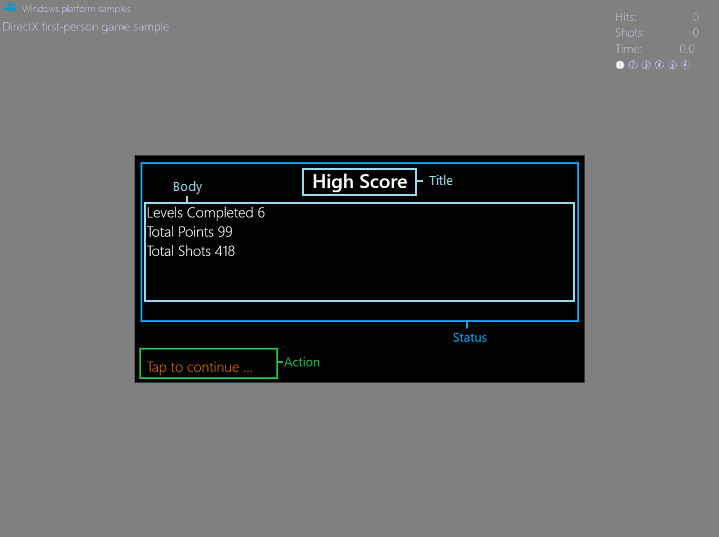 Windows platform samples
DirectX first-person game sample
Hits: 0
Shots: 0
Time: 0.0
1 2 3 4 5 6
High Score
Title
Body
Levels Completed 6
Total Points 99
Total Shots 418
Status
Tap to continue ...
Action